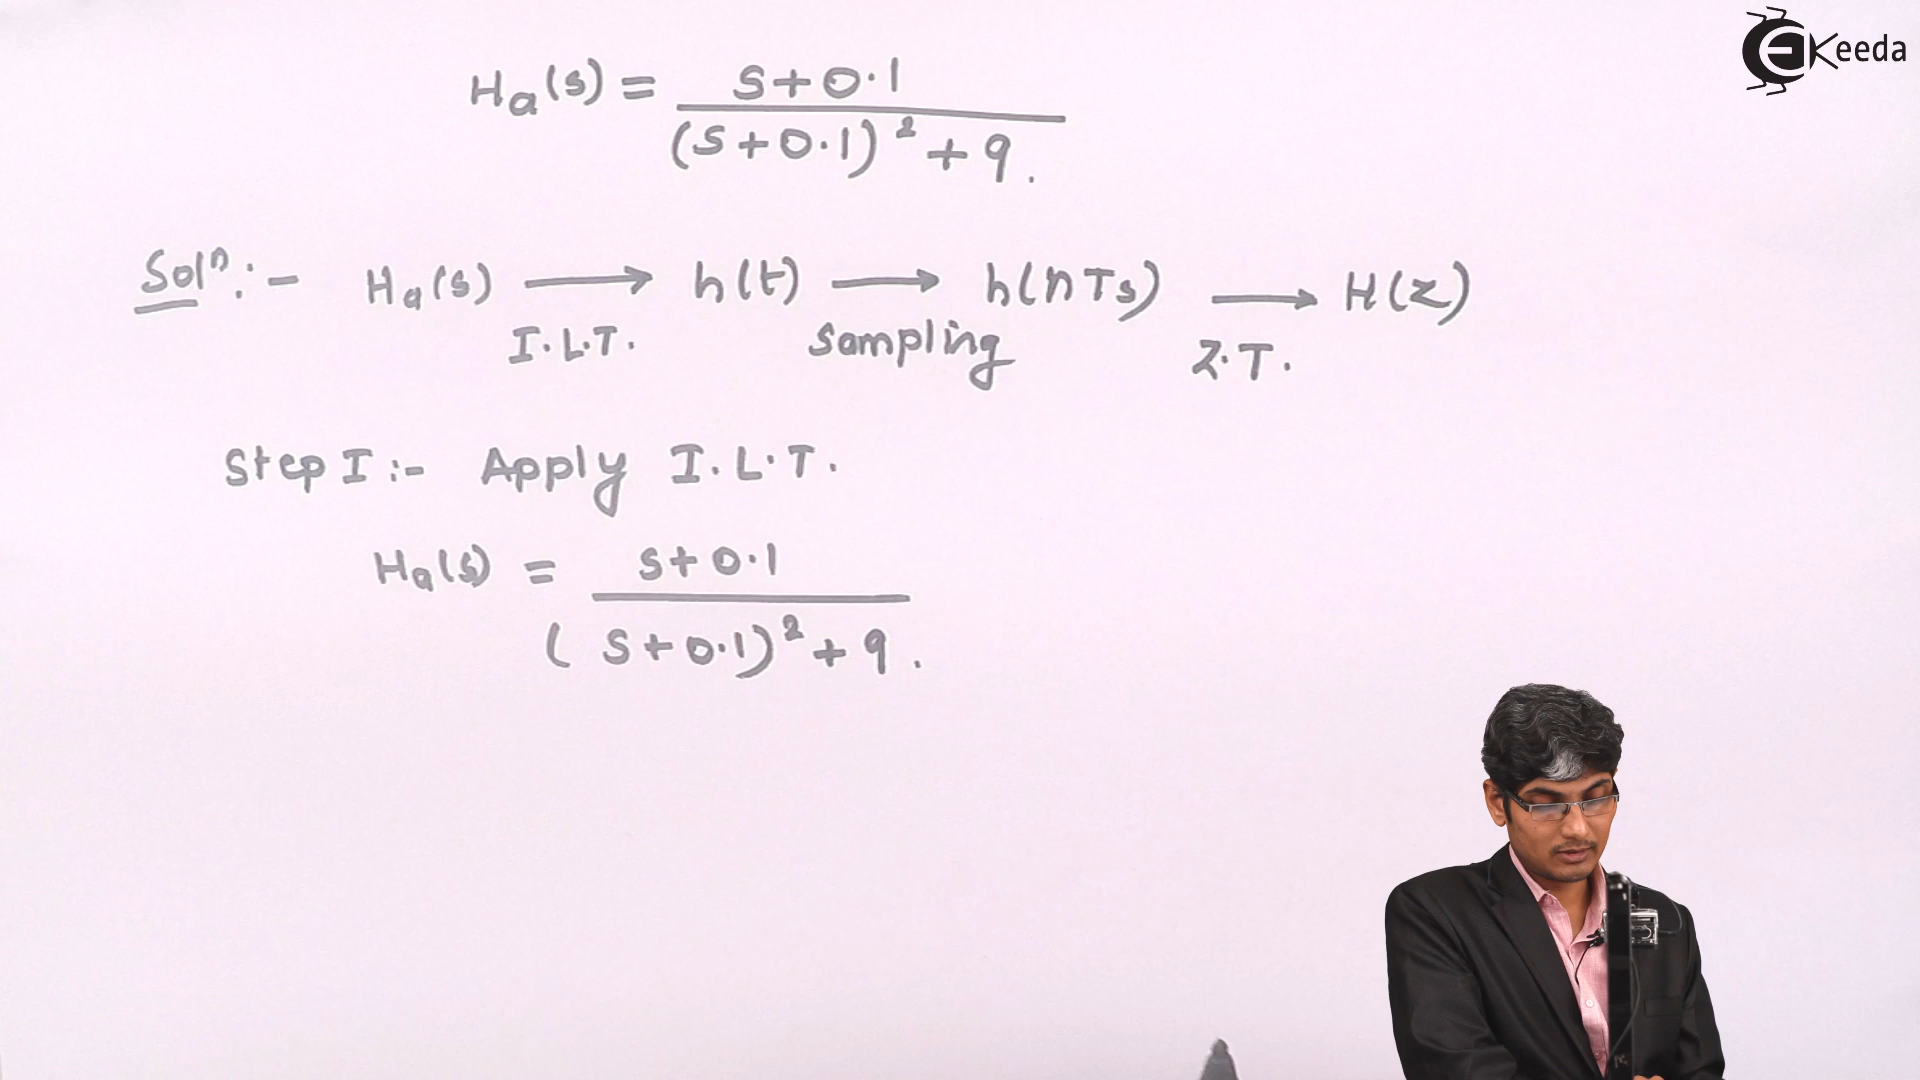 Keeda
Ha(s) = s+0.1
(s+0.1)² + 9.
Solⁿ:- Ha(s) → h(t) → h(nTs) → H(z)
I.L.T. Sampling Z.T.
Step I:- Apply I.L.T.
Ha(s) = s+0.1
(s+0.1)² + 9.